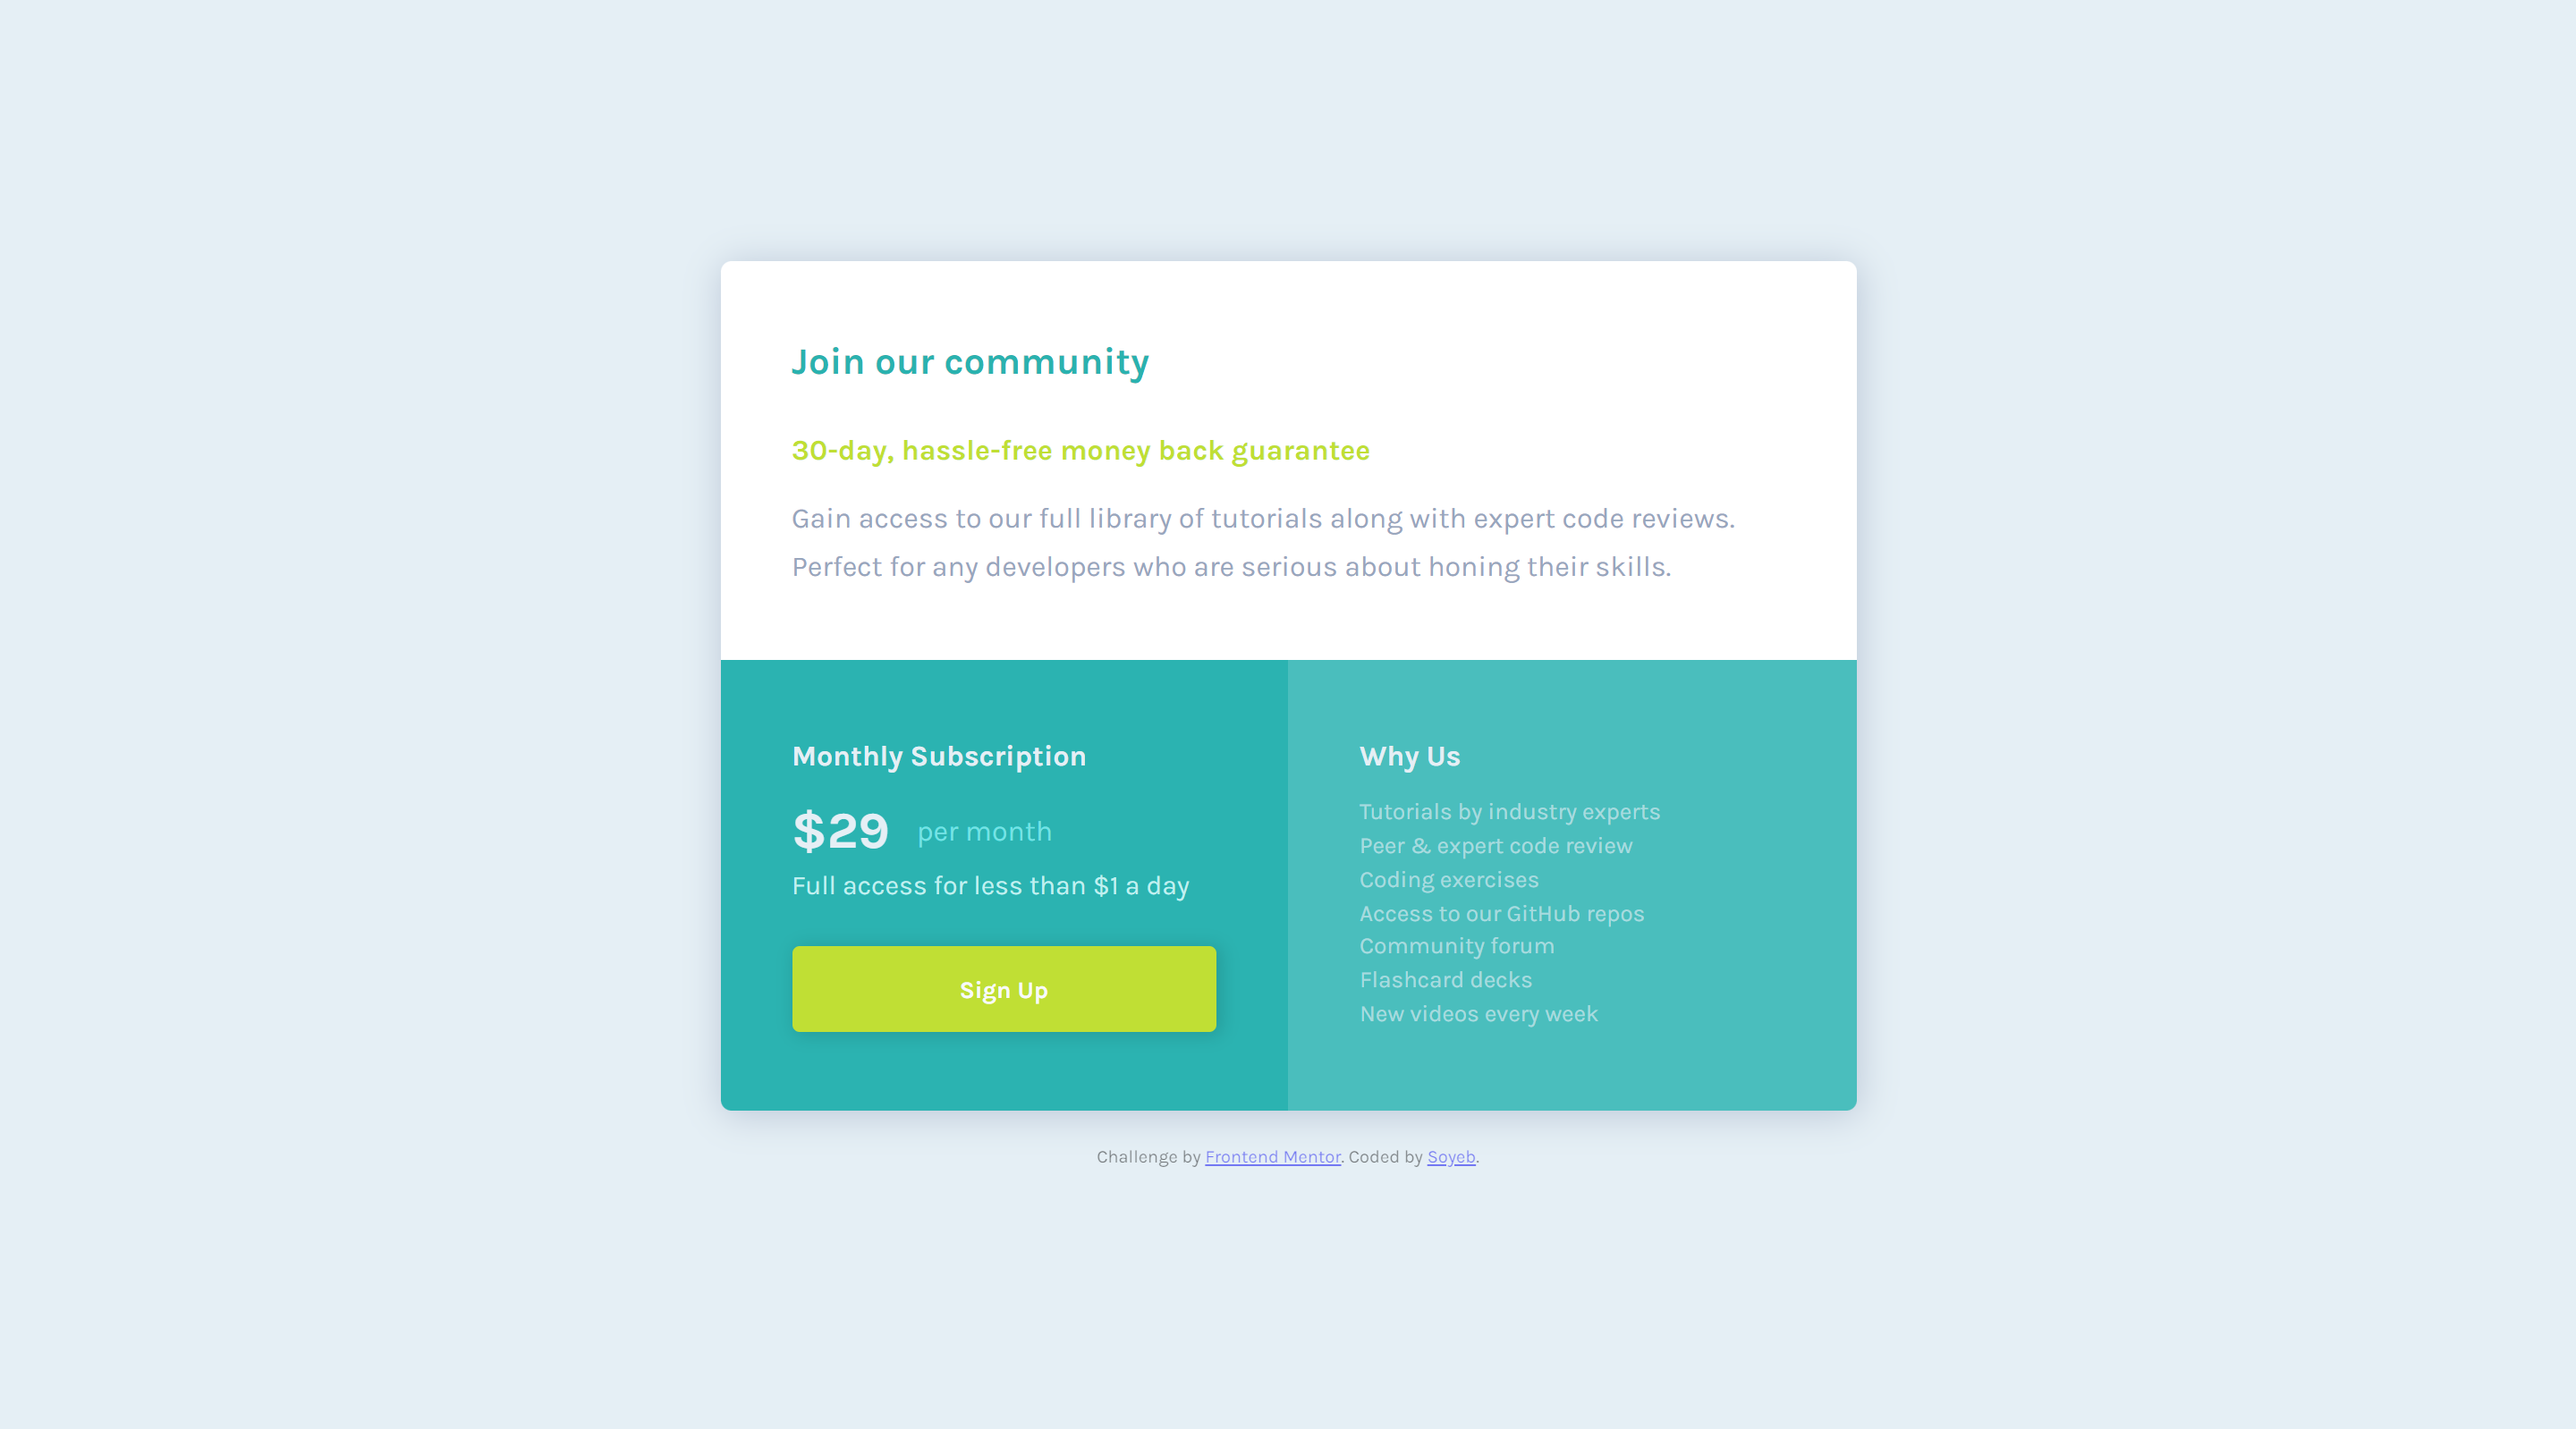 Join our community
30-day, hassle-free money back guarantee
Gain access to our full library of tutorials along with expert code reviews.
Perfect for any developers who are serious about honing their skills.
Monthly Subscription
$29 per month
Full access for less than $1 a day
Sign Up
Why Us
Tutorials by industry experts
Peer & expert code review
Coding exercises
Access to our GitHub repos
Community forum
Flashcard decks
New videos every week
Challenge by Frontend Mentor. Coded by Soyeb.